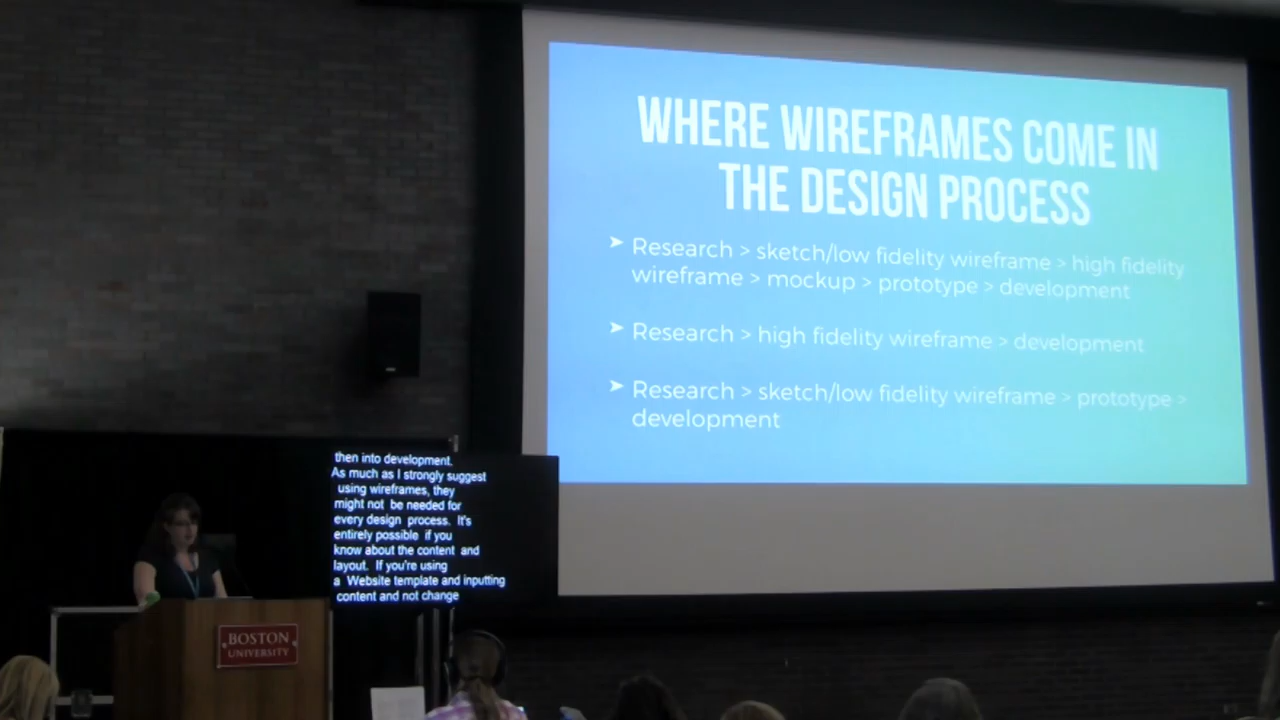 WHERE WIREFRAMES COME IN
THE DESIGN PROCESS
➤ Research > sketch/low fidelity wireframe > high fidelity
wireframe > mockup > prototype > development
➤ Research > high fidelity wireframe > development
➤ Research > sketch/low fidelity wireframe > prototype >
development
then into development.
As much as I strongly suggest
using wireframes, they
might not be needed for
every design process. It's
entirely possible if you
know about the content and
layout. If you're using
a Website template and inputting
content and not change
BOSTON
UNIVERSITY